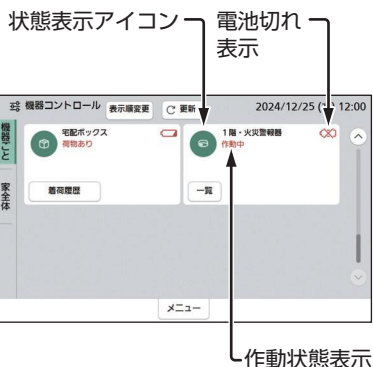 状態表示アイコン
電池切れ
表示
機器コントロール 表示順変更 更新 2024/12/25 12:00
機器ごと
家全体
宅配ボックス
荷物あり
着荷履歴
1階・火災警報器
作動中
一覧
メニュー
作動状態表示